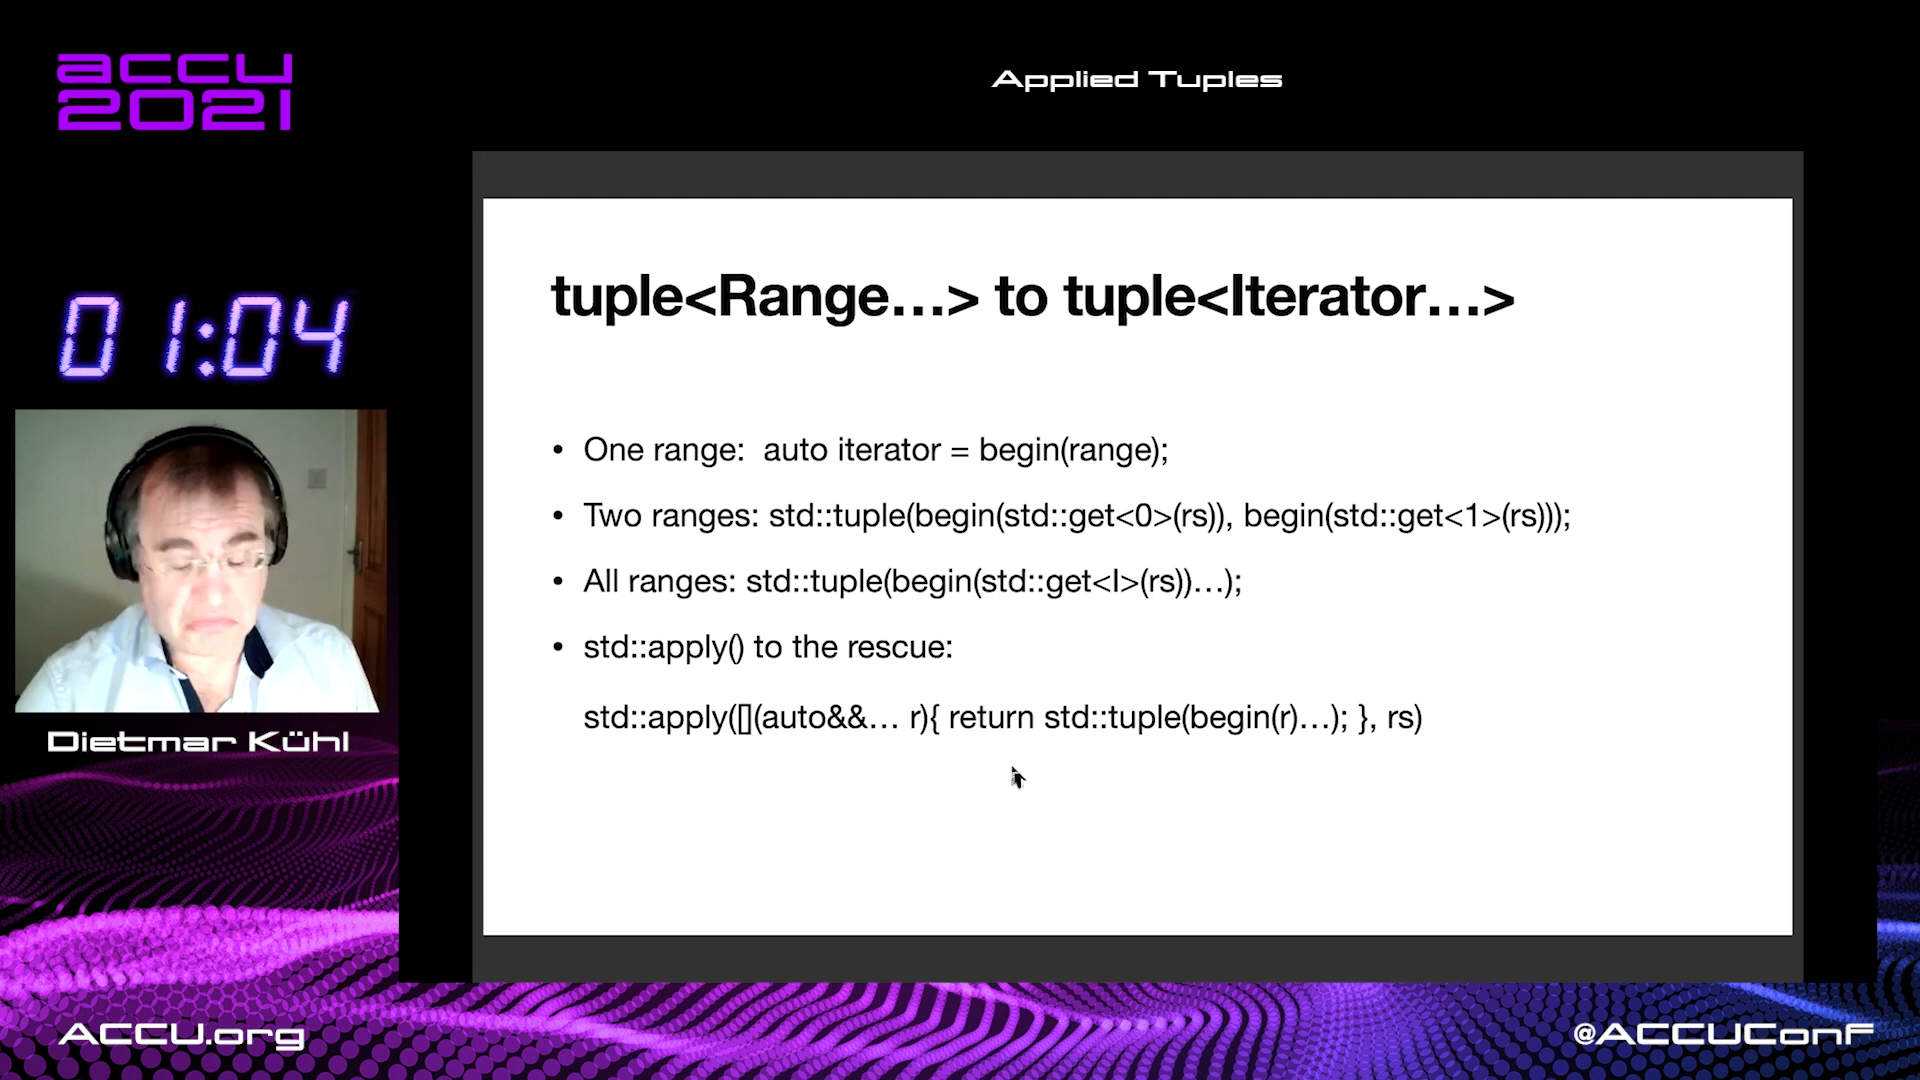 accu
2021
Applied Tuples
01:04
Dietmar Kühl
tuple<Range…> to tuple<Iterator…>
• One range:  auto iterator = begin(range);
• Two ranges: std::tuple(begin(std::get<0>(rs)), begin(std::get<1>(rs)));
• All ranges: std::tuple(begin(std::get<I>(rs))…);
• std::apply() to the rescue:
std::apply([](auto&&… r){ return std::tuple(begin(r)…); }, rs)
ACCU.org
@ACCUConf